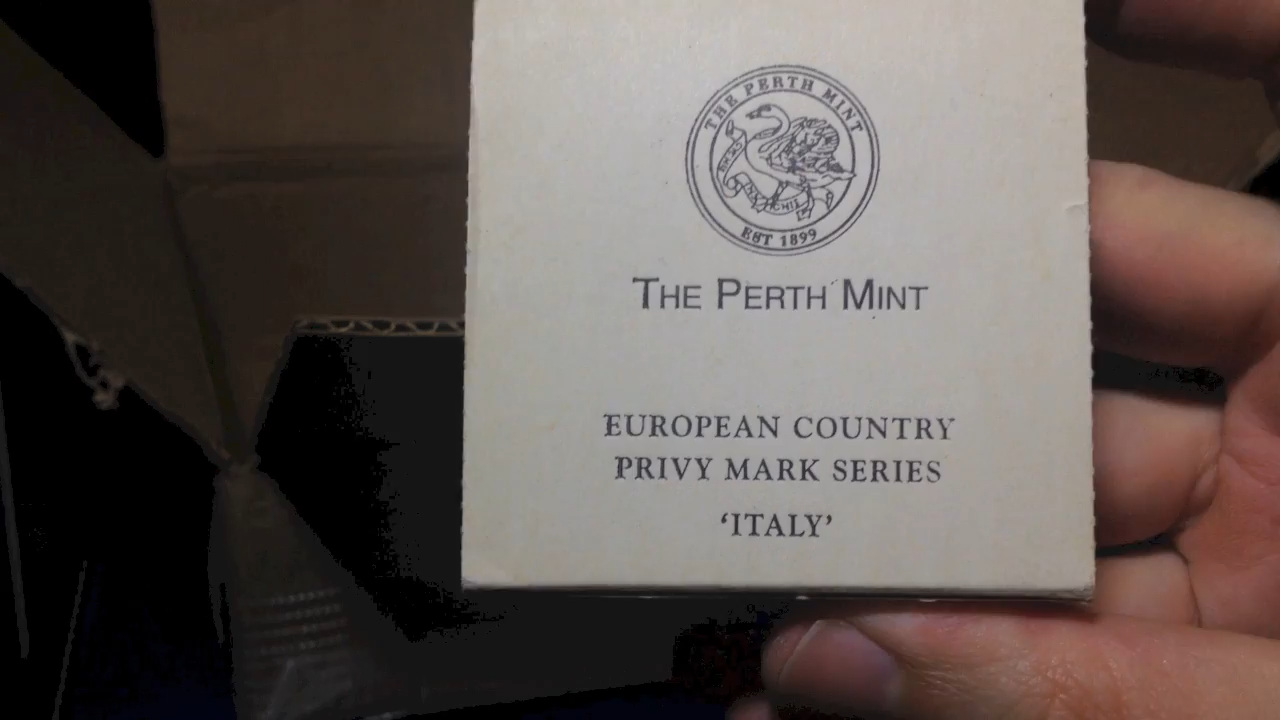 THE PERTH MINT
EST 1899
THE PERTH MINT
EUROPEAN COUNTRY
PRIVY MARK SERIES
‘ITALY’